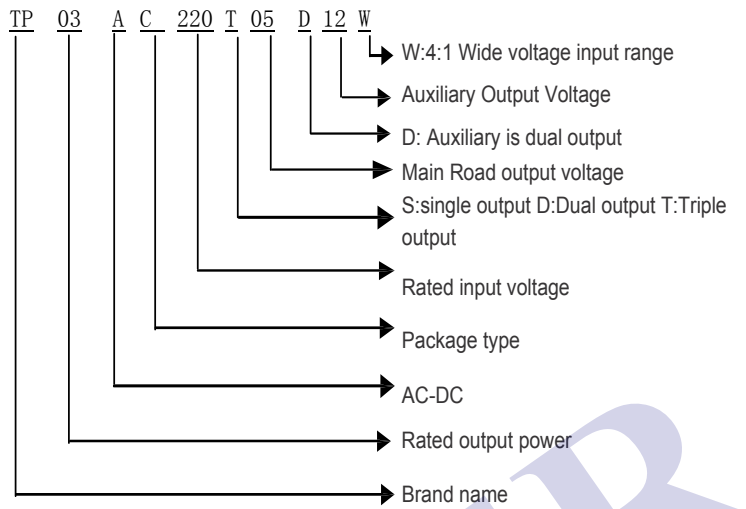 TP 03 A C 220 T 05 D 12 W
W:4:1 Wide voltage input range
Auxiliary Output Voltage
D: Auxiliary is dual output
Main Road output voltage
S:single output D:Dual output T:Triple
output
Rated input voltage
Package type
AC-DC
Rated output power
Brand name